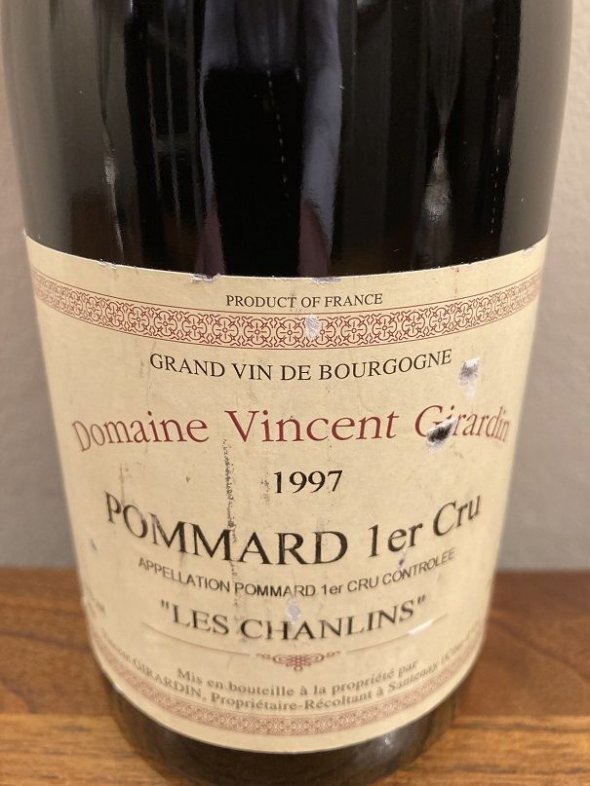 PRODUCT OF FRANCE
GRAND VIN DE BOURGOGNE
Domaine Vincent Girardin
1997
POMMARD 1er Cru
APPELLATION POMMARD 1er CRU CONTROLEE
"LES CHANLINS"
Mis en bouteille à la propriété par
GIRARDIN, Propriétaire-Récoltant à Santenay